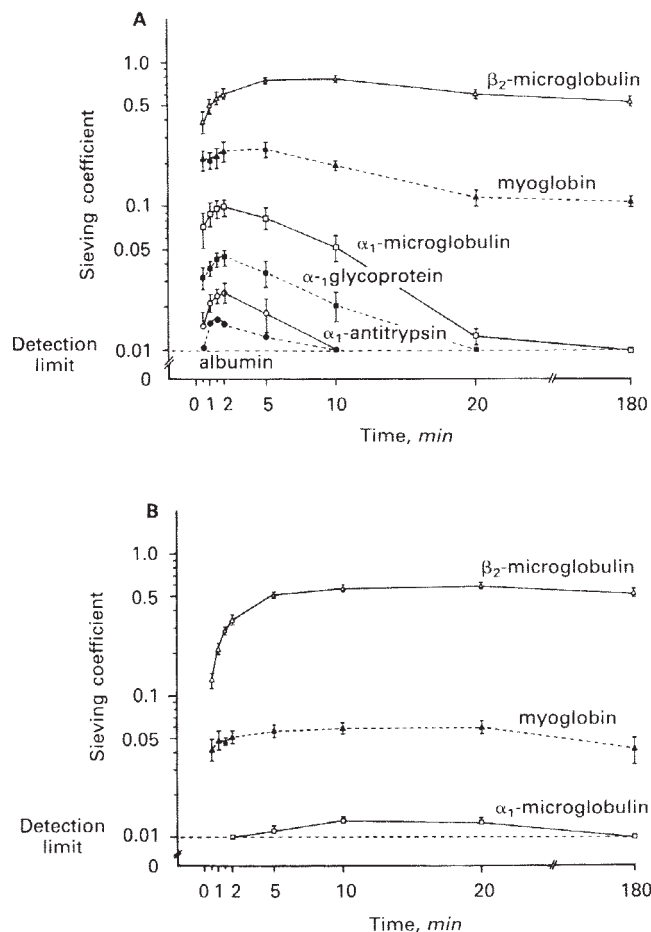 A
Sieving coefficient
1.0
0.5
0.1
0.05
0.01
0
Detection limit
β₂-microglobulin
myoglobin
α₁-microglobulin
α-₁glycoprotein
α₁-antitrypsin
albumin
0 1 2 5 10 20 180
Time, min
B
Sieving coefficient
1.0
0.5
0.1
0.05
0.01
0
Detection limit
β₂-microglobulin
myoglobin
α₁-microglobulin
0 1 2 5 10 20 180
Time, min